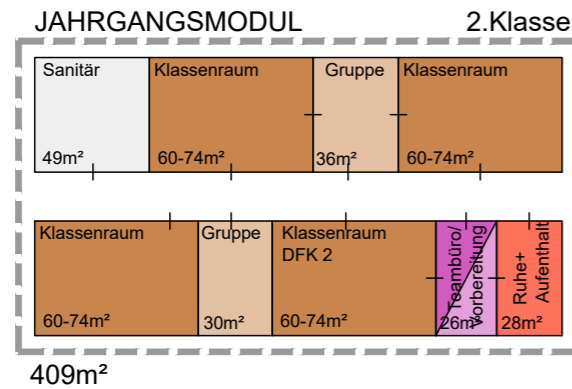 JAHRGANGSMODUL 2.Klasse
Sanitär
49m²
Klassenraum
60-74m²
Gruppe
36m²
Klassenraum
60-74m²
Klassenraum
60-74m²
Gruppe
30m²
Klassenraum
DFK 2
60-74m²
Teambüro/
Vorbereitung
26m²
Ruhe+
Aufenthalt
28m²
409m²